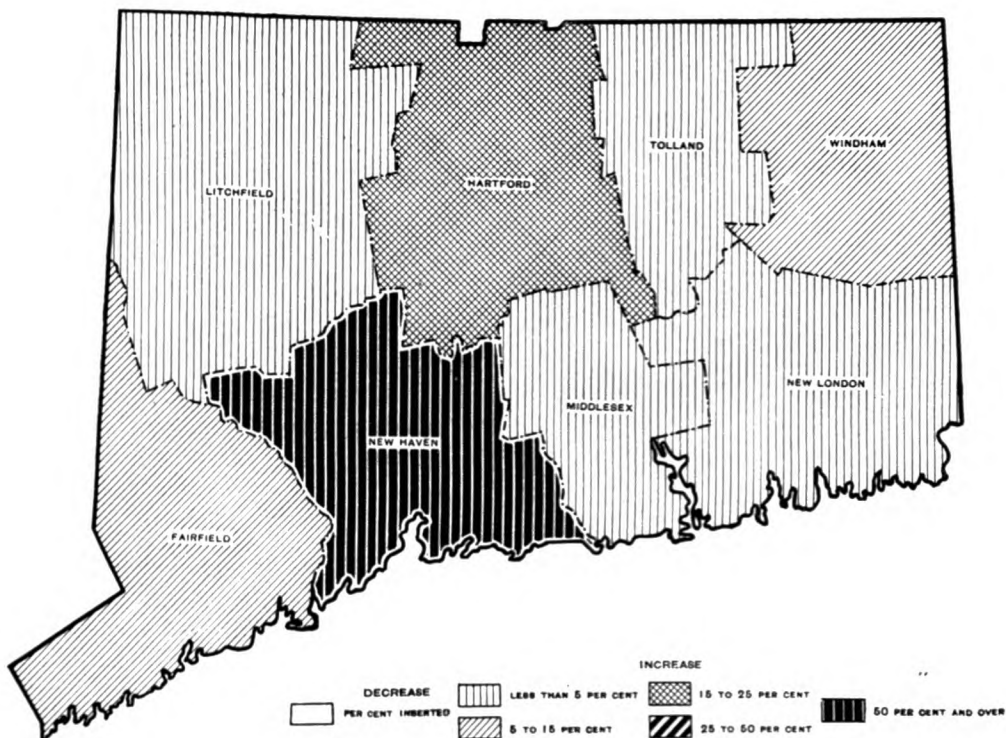 TOLLAND
WINDHAM
HARTFORD
LITCHFIELD
NEW LONDON
MIDDLESEX
NEW HAVEN
FAIRFIELD
INCREASE
DECREASE
PER CENT INSERTED
LESS THAN 5 PER CENT
5 TO 15 PER CENT
15 TO 25 PER CENT
25 TO 50 PER CENT
50 PER CENT AND OVER